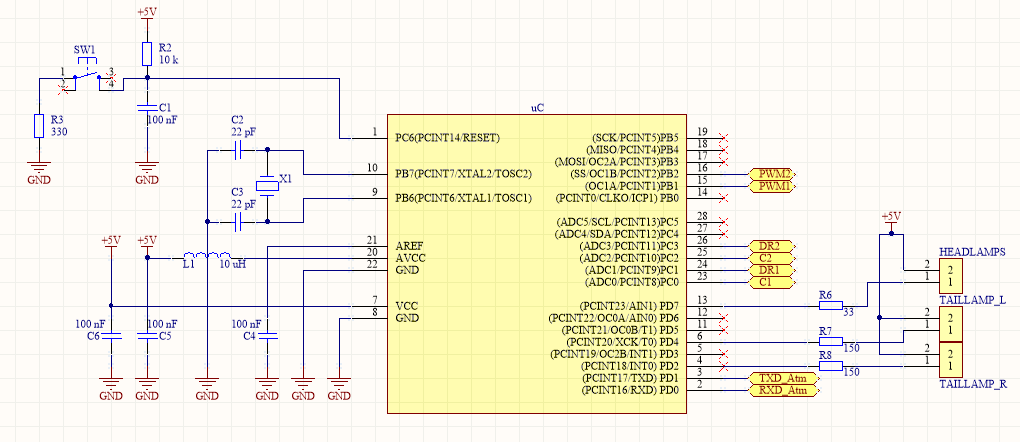 +5V
SW1
R2
10 k
1
2
3
4
C1
100 nF
R3
330
GND
GND
uC
C2
22 pF
X1
C3
22 pF
1
PC6(PCINT14/RESET)
10
PB7(PCINT7/XTAL2/TOSC2)
9
PB6(PCINT6/XTAL1/TOSC1)
21
AREF
20
AVCC
22
GND
7
VCC
8
GND
+5V
+5V
L1
10 uH
100 nF
C6
100 nF
C5
100 nF
C4
GND
GND
GND
GND
GND
GND
(SCK/PCINT5)PB5
19
(MISO/PCINT4)PB4
18
(MOSI/OC2A/PCINT3)PB3
17
(SS/OC1B/PCINT2)PB2
16
PWM2
(OC1A/PCINT1)PB1
15
PWM1
(PCINT0/CLKO/ICP1) PB0
14
(ADC5/SCL/PCINT13)PC5
28
(ADC4/SDA/PCINT12)PC4
27
(ADC3/PCINT11)PC3
26
DR2
(ADC2/PCINT10)PC2
25
C2
(ADC1/PCINT9)PC1
24
DR1
(ADC0/PCINT8)PC0
23
C1
(PCINT23/AIN1) PD7
13
(PCINT22/OC0A/AIN0) PD6
12
(PCINT21/OC0B/T1) PD5
11
(PCINT20/XCK/T0) PD4
6
(PCINT19/OC2B/INT1) PD3
5
(PCINT18/INT0) PD2
4
(PCINT17/TXD) PD1
3
TXD_Atm
(PCINT16/RXD) PD0
2
RXD_Atm
R6
33
R7
150
R8
150
+5V
HEADLAMPS
2
2
1
1
TAILLAMP_L
2
2
1
1
2
2
1
1
TAILLAMP_R